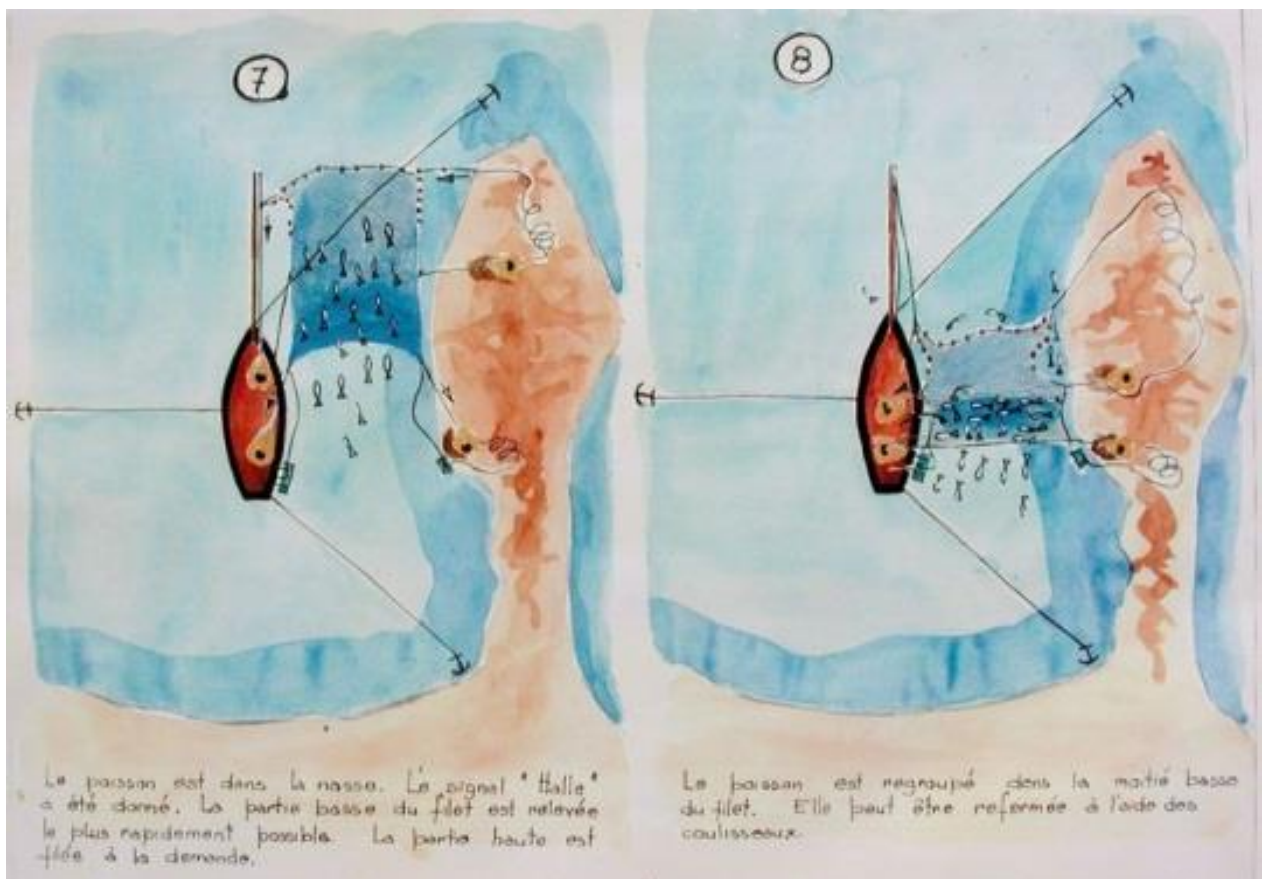 7
Le poisson est dans la nasse. Le signal "Halle"
a été donné. La partie basse du filet est relevée
le plus rapidement possible. La partie haute est
filée à la demande.
8
Le poisson est regroupé dans la moitié basse
du filet. Elle peut être refermée à l'aide des
coulisseaux.